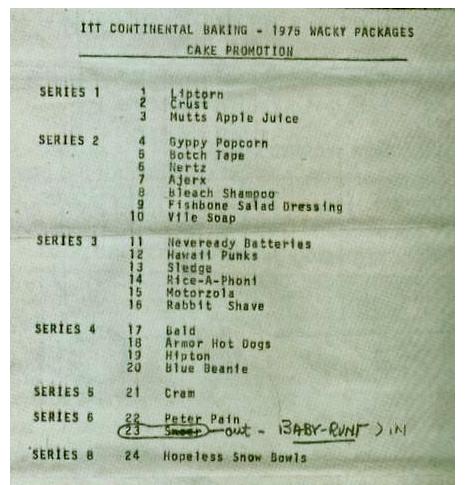 ITT CONTINENTAL BAKING - 1975 WACKY PACKAGES
CAKE PROMOTION
SERIES 1 1 Liptorn
2 Crust
3 Mutts Apple Juice
SERIES 2 4 Gyppy Popcorn
5 Botch Tape
6 Nertz
7 Ajerx
8 Bleach Shampoo
9 Fishbone Salad Dressing
10 Vile Soap
SERIES 3 11 Neveready Batteries
12 Hawaii Punks
13 Sledge
14 Rice-A-Phoni
15 Motorzola
16 Rabbit Shave
SERIES 4 17 Bald
18 Armor Hot Dogs
19 Hipton
20 Blue Beanie
SERIES 5 21 Cram
SERIES 6 22 Peter Pain
23 - out - BABY-RUNT > IN
SERIES 8 24 Hopeless Snow Bowls